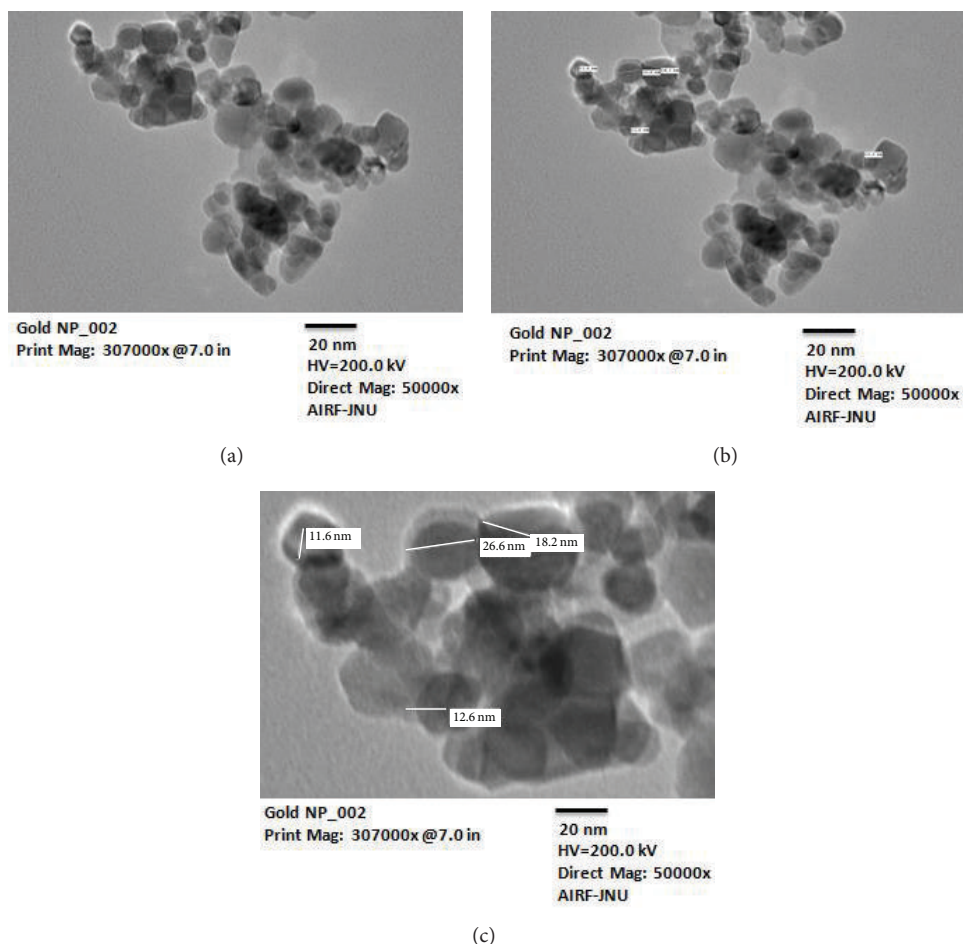 Gold NP_002
Print Mag: 307000x @7.0 in
20 nm
HV=200.0 kV
Direct Mag: 50000x
AIRF-JNU
(a)
Gold NP_002
Print Mag: 307000x @7.0 in
20 nm
HV=200.0 kV
Direct Mag: 50000x
AIRF-JNU
(b)
11.6 nm
26.6 nm
18.2 nm
12.6 nm
Gold NP_002
Print Mag: 307000x @7.0 in
20 nm
HV=200.0 kV
Direct Mag: 50000x
AIRF-JNU
(c)